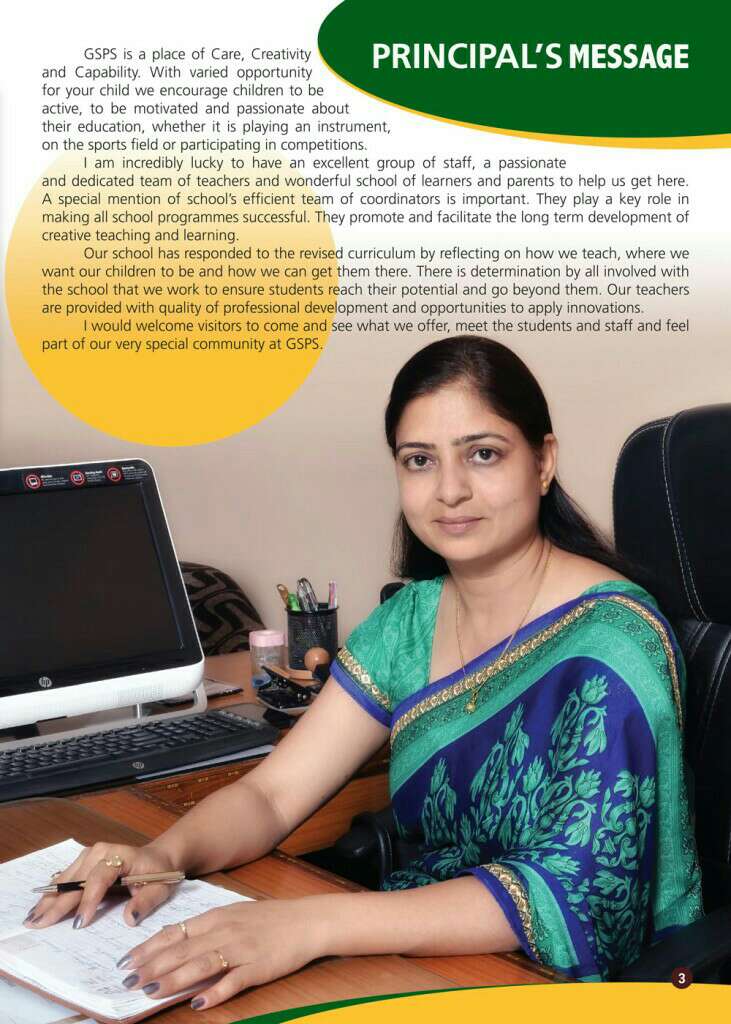 PRINCIPAL'S MESSAGE
GSPS is a place of Care, Creativity
and Capability. With varied opportunity
for your child we encourage children to be
active, to be motivated and passionate about
their education, whether it is playing an instrument,
on the sports field or participating in competitions.
I am incredibly lucky to have an excellent group of staff, a passionate
and dedicated team of teachers and wonderful school of learners and parents to help us get here.
A special mention of school's efficient team of coordinators is important. They play a key role in
making all school programmes successful. They promote and facilitate the long term development of
creative teaching and learning.
Our school has responded to the revised curriculum by reflecting on how we teach, where we
want our children to be and how we can get them there. There is determination by all involved with
the school that we work to ensure students reach their potential and go beyond them. Our teachers
are provided with quality of professional development and opportunities to apply innovations.
I would welcome visitors to come and see what we offer, meet the students and staff and feel
part of our very special community at GSPS.
hp
hp
3